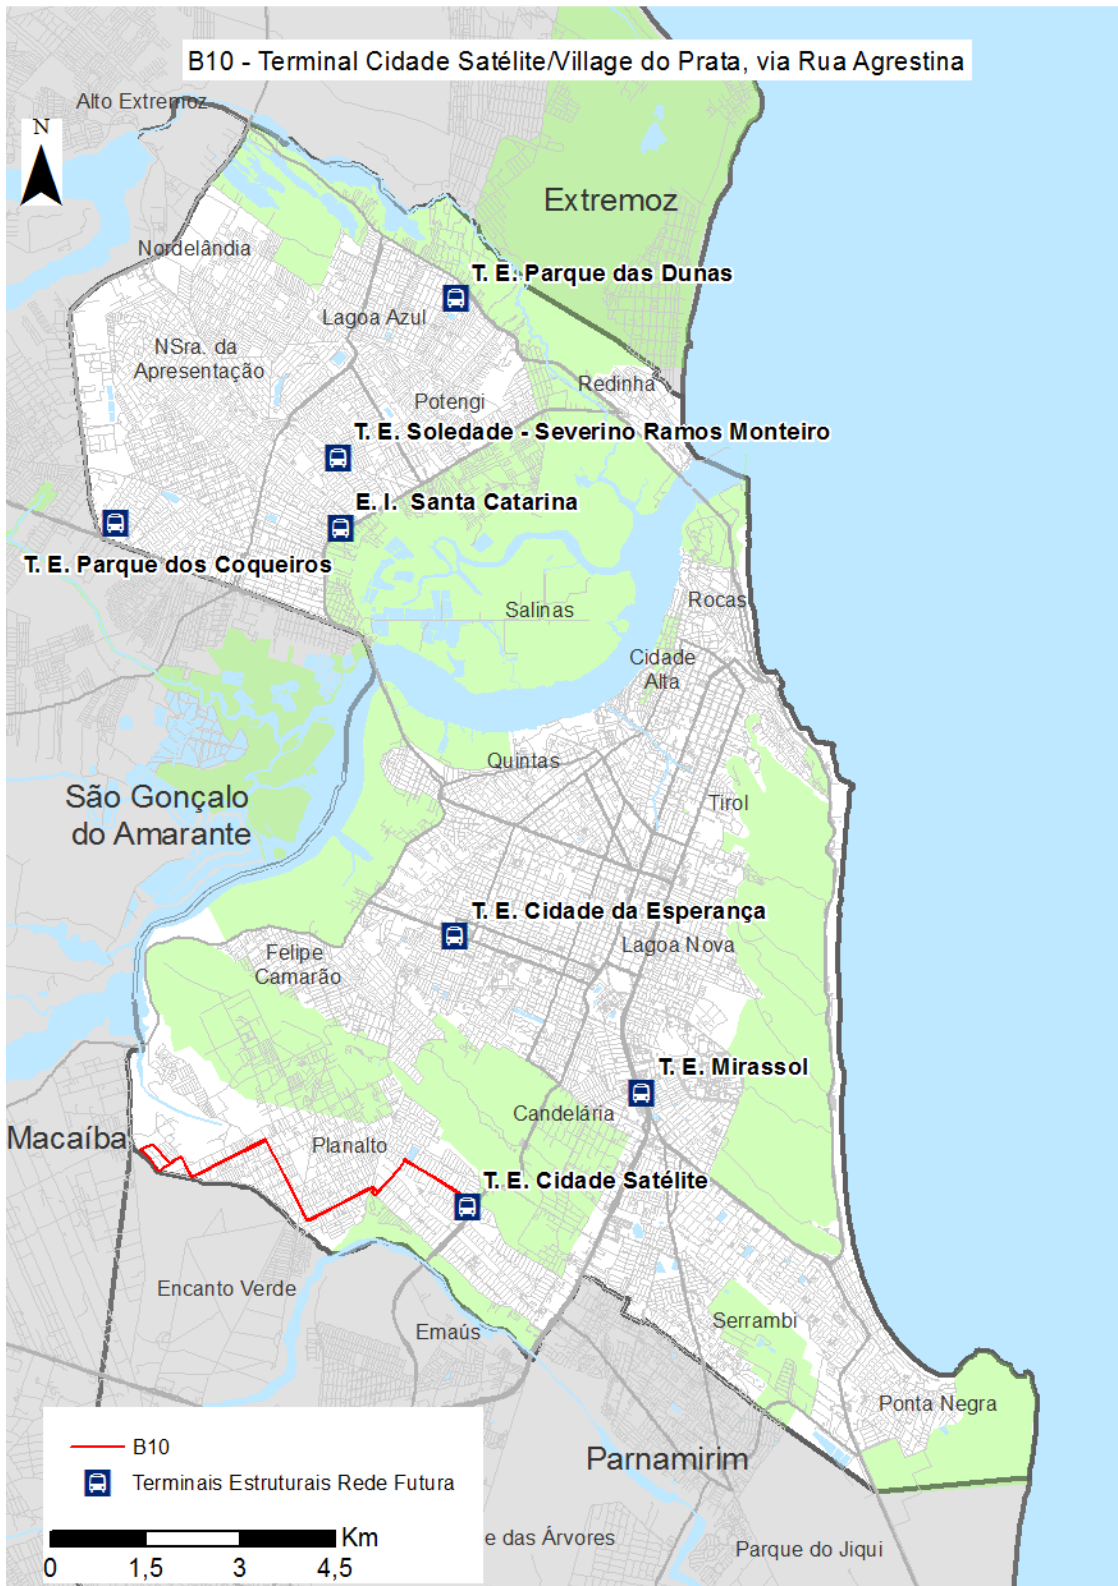 B10 - Terminal Cidade Satélite/Village do Prata, via Rua Agrestina
Alto Extremoz
N
Extremoz
Nordelândia
T. E. Parque das Dunas
Lagoa Azul
NSra. da
Apresentação
Redinha
Potengi
T. E. Soledade - Severino Ramos Monteiro
E. I. Santa Catarina
T. E. Parque dos Coqueiros
Rocas
Salinas
Cidade
Alta
Quintas
São Gonçalo
do Amarante
Tirol
T. E. Cidade da Esperança
Lagoa Nova
Felipe
Camarão
T. E. Mirassol
Candelária
Macaíba
Planalto
T. E. Cidade Satélite
Encanto Verde
Serrambi
Emaús
Ponta Negra
Parnamirim
B10
Terminais Estruturais Rede Futura
Km
0 1,5 3 4,5
e das Árvores
Parque do Jiqui